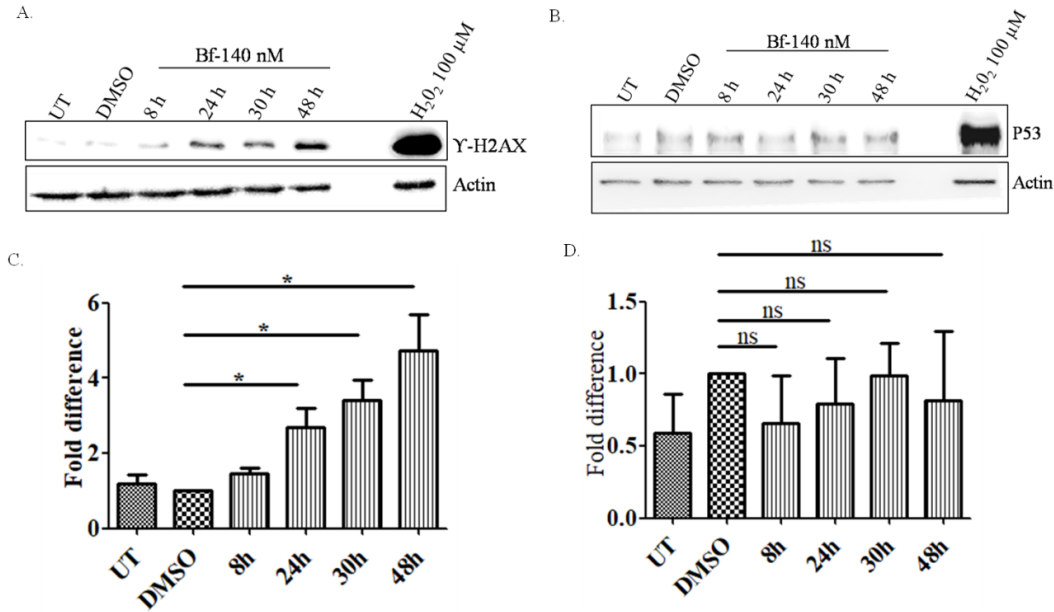 A.
Bf-140 nM
UT
DMSO
8 h
24 h
30 h
48 h
H₂O₂ 100 μM
ϒ-H2AX
Actin
B.
Bf-140 nM
UT
DMSO
8 h
24 h
30 h
48 h
H₂O₂ 100 μM
P53
Actin
C.
Fold difference
6
4
2
0
*
*
*
UT
DMSO
8h
24h
30h
48h
D.
Fold difference
1.5
1.0
0.5
0.0
ns
ns
ns
ns
UT
DMSO
8h
24h
30h
48h